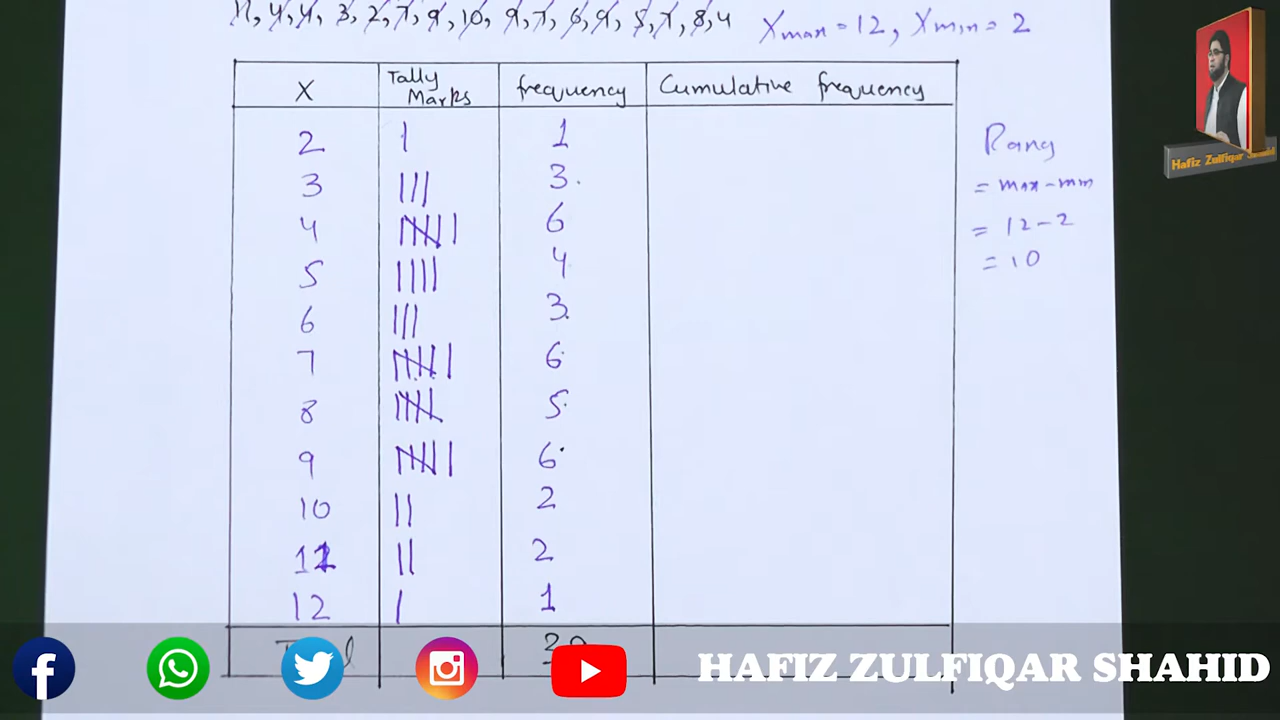 11, 4, 4, 3, 2, 7, 9, 10, 9, 7, 6, 9, 5, 7, 8, 4 Xmax = 12, Xmin = 2
X Tally Marks frequency Cumulative frequency
2 | 1
3 ||| 3.
4 |||| | 6
5 |||| 4
6 ||| 3.
7 |||| | 6
8 |||| 5
9 |||| | 6
10 || 2
11 || 2
12 | 1
Rang
= max - min
= 12 - 2
= 10
Hafiz Zulfiqar Shahid
HAFIZ ZULFIQAR SHAHID